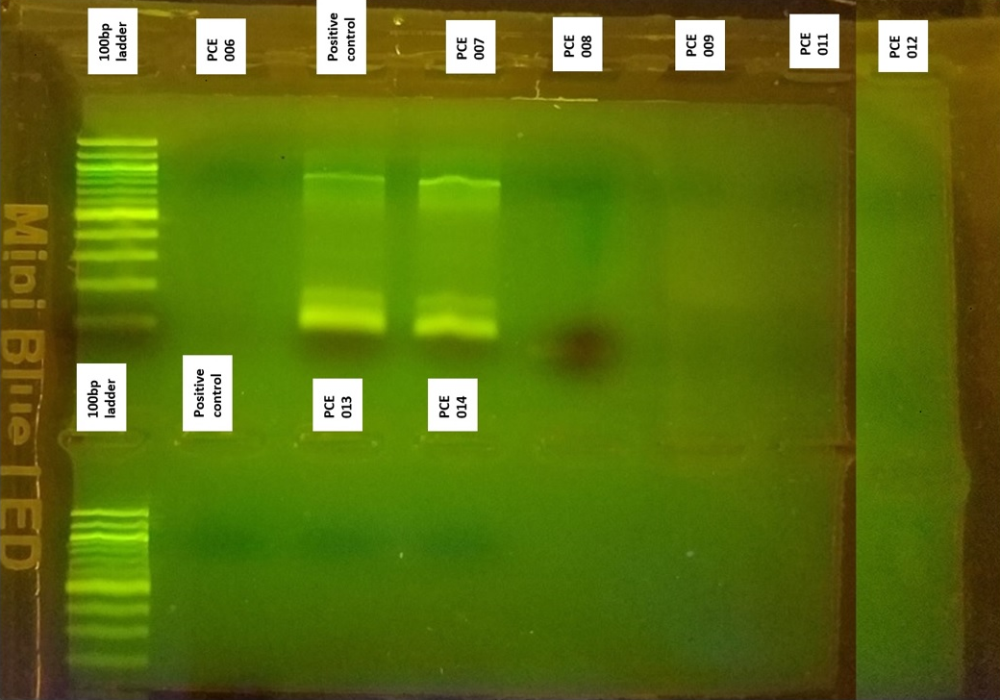 100bp
ladder
PCE
006
Positive
control
PCE
007
PCE
008
PCE
009
PCE
011
PCE
012
100bp
ladder
Positive
control
PCE
013
PCE
014
Mini Blue LED